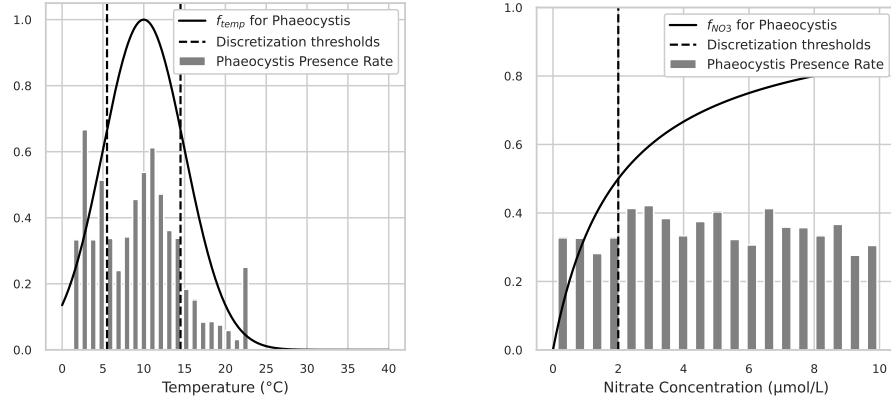 f_temp for Phaeocystis
Discretization thresholds
Phaeocystis Presence Rate
1.0
0.8
0.6
0.4
0.2
0.0
0 5 10 15 20 25 30 35 40
Temperature (°C)
f_NO3 for Phaeocystis
Discretization thresholds
Phaeocystis Presence Rate
1.0
0.8
0.6
0.4
0.2
0.0
0 2 4 6 8 10
Nitrate Concentration (µmol/L)